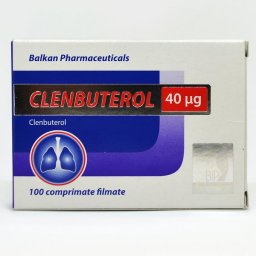 Balkan Pharmaceuticals
CLENBUTEROL 40 µg
Clenbuterol
100 comprimate filmate